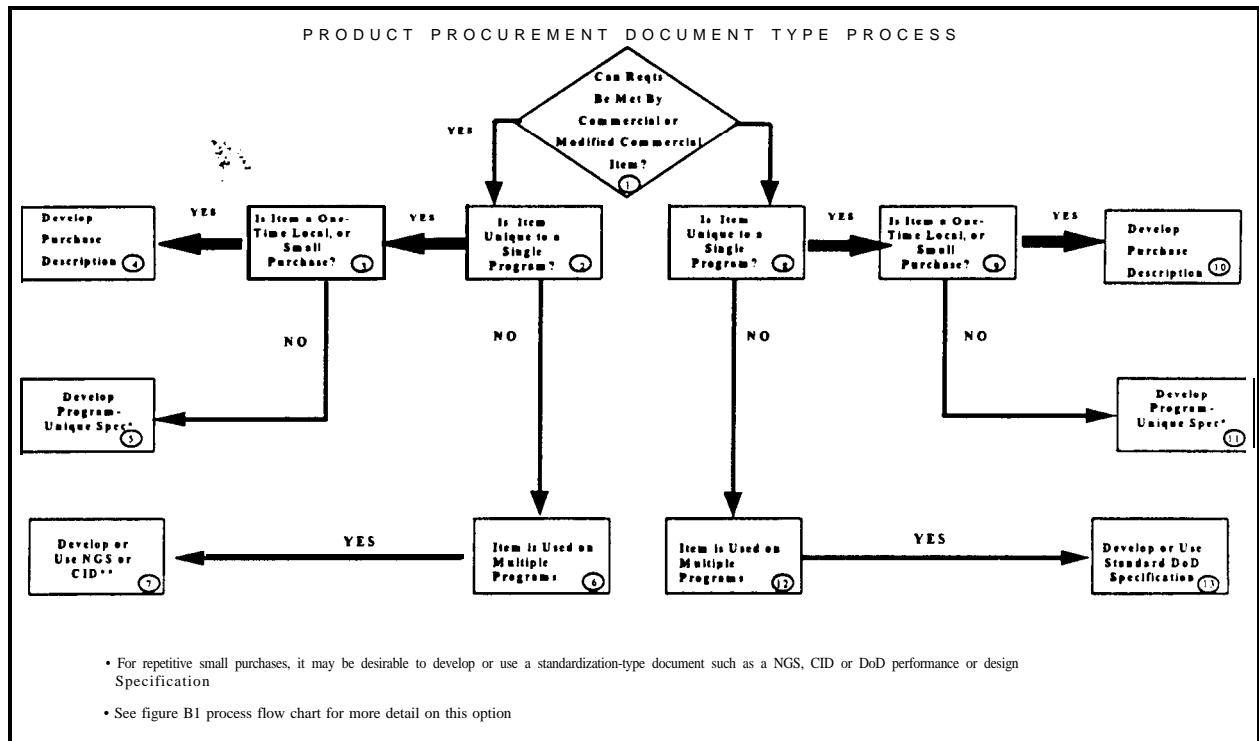 PRODUCT PROCUREMENT DOCUMENT TYPE PROCESS
Can Reqts
Be Met By
Commercial or
Modified Commercial
Item?
1
YES
Develop
Purchase
Description 4
YES
Is Item a One-
Time Local, or
Small
Purchase? 3
YES
Is Item
Unique to a
Single
Program? 2
Is Item
Unique to a
Single
Program? 8
YES
Is Item a One-
Time Local, or
Small
Purchase? 9
YES
Develop
Purchase
Description 10
NO
NO
NO
NO
Develop
Program-
Unique Spec*
5
Develop
Program-
Unique Spec*
11
Develop or
Use NGS or
CID**
7
YES
Item is Used on
Multiple
Programs 6
Item is Used on
Multiple
Programs 12
YES
Develop or Use
Standard DoD
Specification
13
• For repetitive small purchases, it may be desirable to develop or use a standardization-type document such as a NGS, CID or DoD performance or design
Specification
• See figure B1 process flow chart for more detail on this option